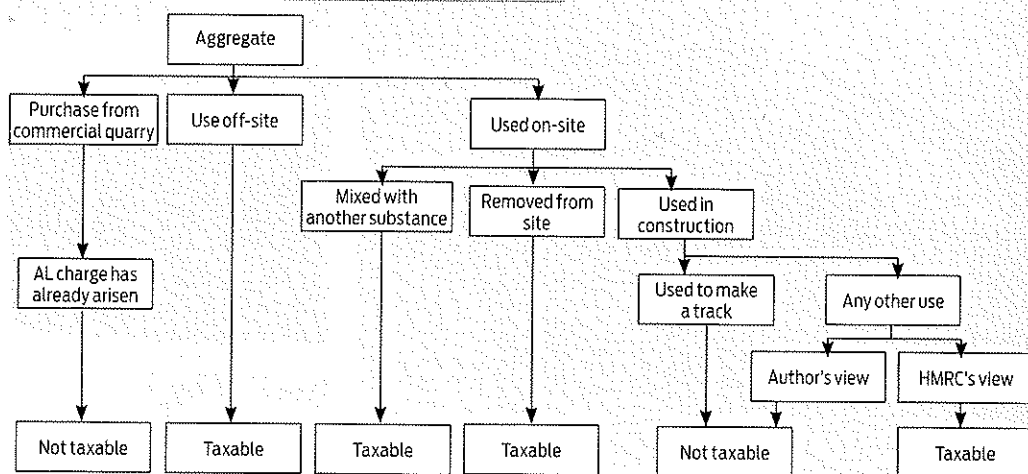 Aggregate
Purchase from
commercial quarry
Use off-site
Used on-site
Mixed with
another substance
Removed from
site
Used in
construction
AL charge has
already arisen
Used to make
a track
Any other use
Author's view
HMRC's view
Not taxable
Taxable
Taxable
Taxable
Not taxable
Taxable